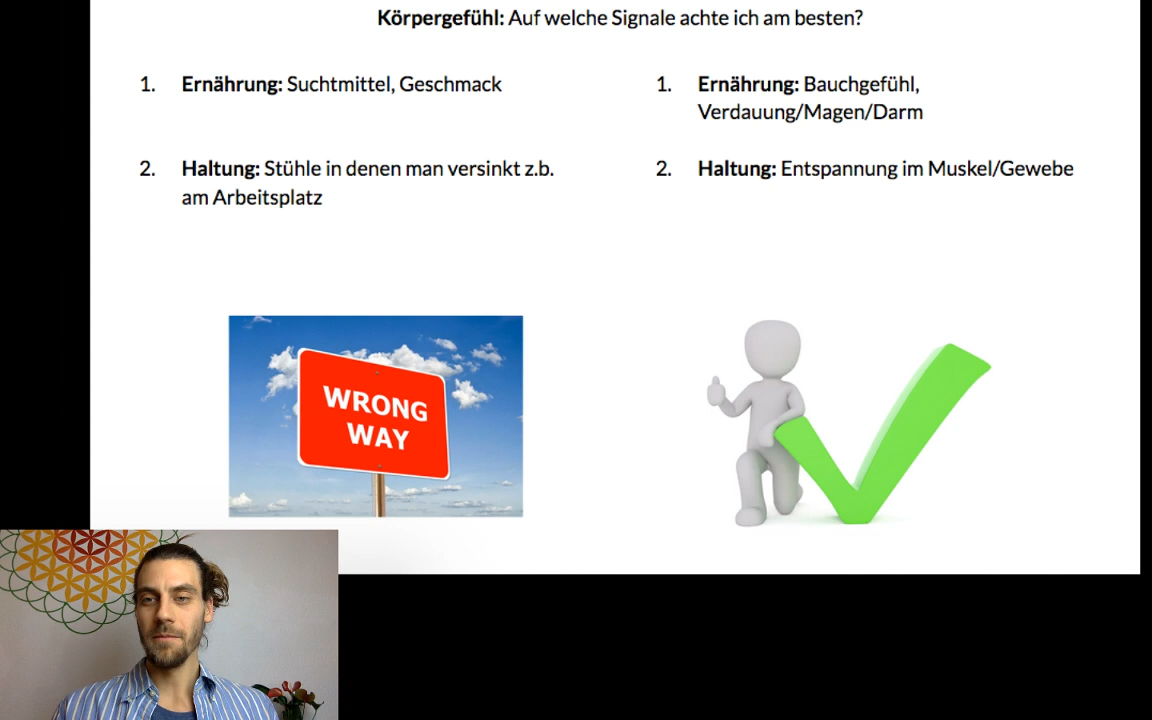 Körpergefühl: Auf welche Signale achte ich am besten?
1. Ernährung: Suchtmittel, Geschmack
2. Haltung: Stühle in denen man versinkt z.b.
am Arbeitsplatz
1. Ernährung: Bauchgefühl,
Verdauung/Magen/Darm
2. Haltung: Entspannung im Muskel/Gewebe
WRONG
WAY